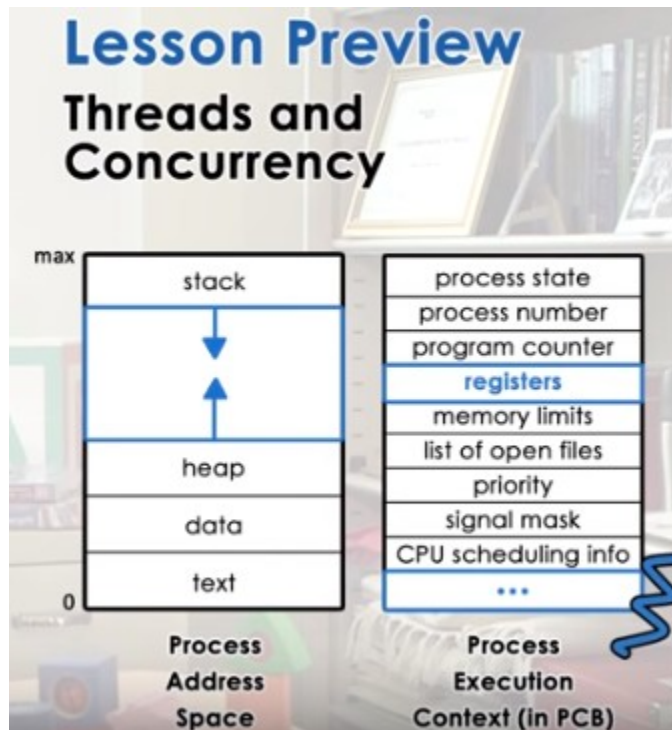 Lesson Preview
Threads and
Concurrency
max
stack
heap
data
text
0
Process
Address
Space
process state
process number
program counter
registers
memory limits
list of open files
priority
signal mask
CPU scheduling info
...
Process
Execution
Context (in PCB)